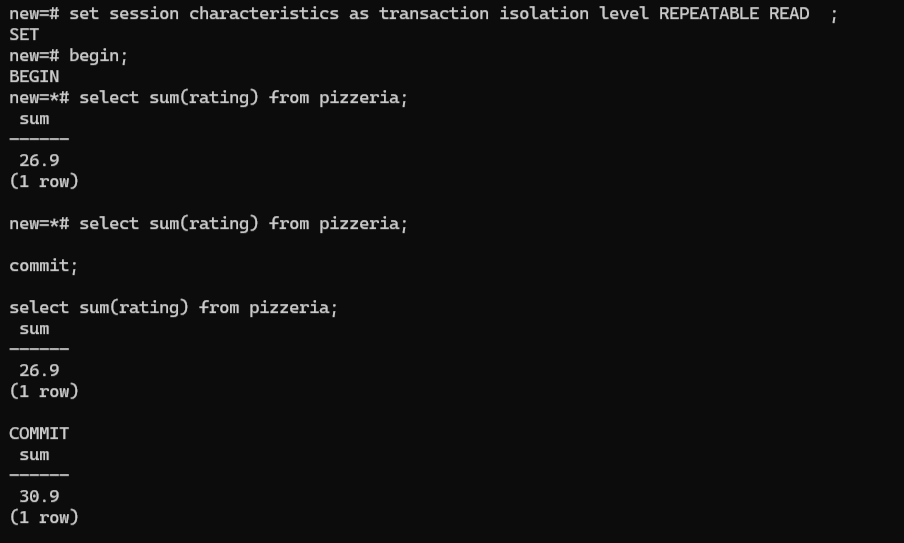 new=# set session characteristics as transaction isolation level REPEATABLE READ  ;
SET
new=# begin;
BEGIN
new=*# select sum(rating) from pizzeria;
 sum
------
 26.9
(1 row)

new=*# select sum(rating) from pizzeria;

commit;

select sum(rating) from pizzeria;
 sum
------
 26.9
(1 row)

COMMIT
 sum
------
 30.9
(1 row)